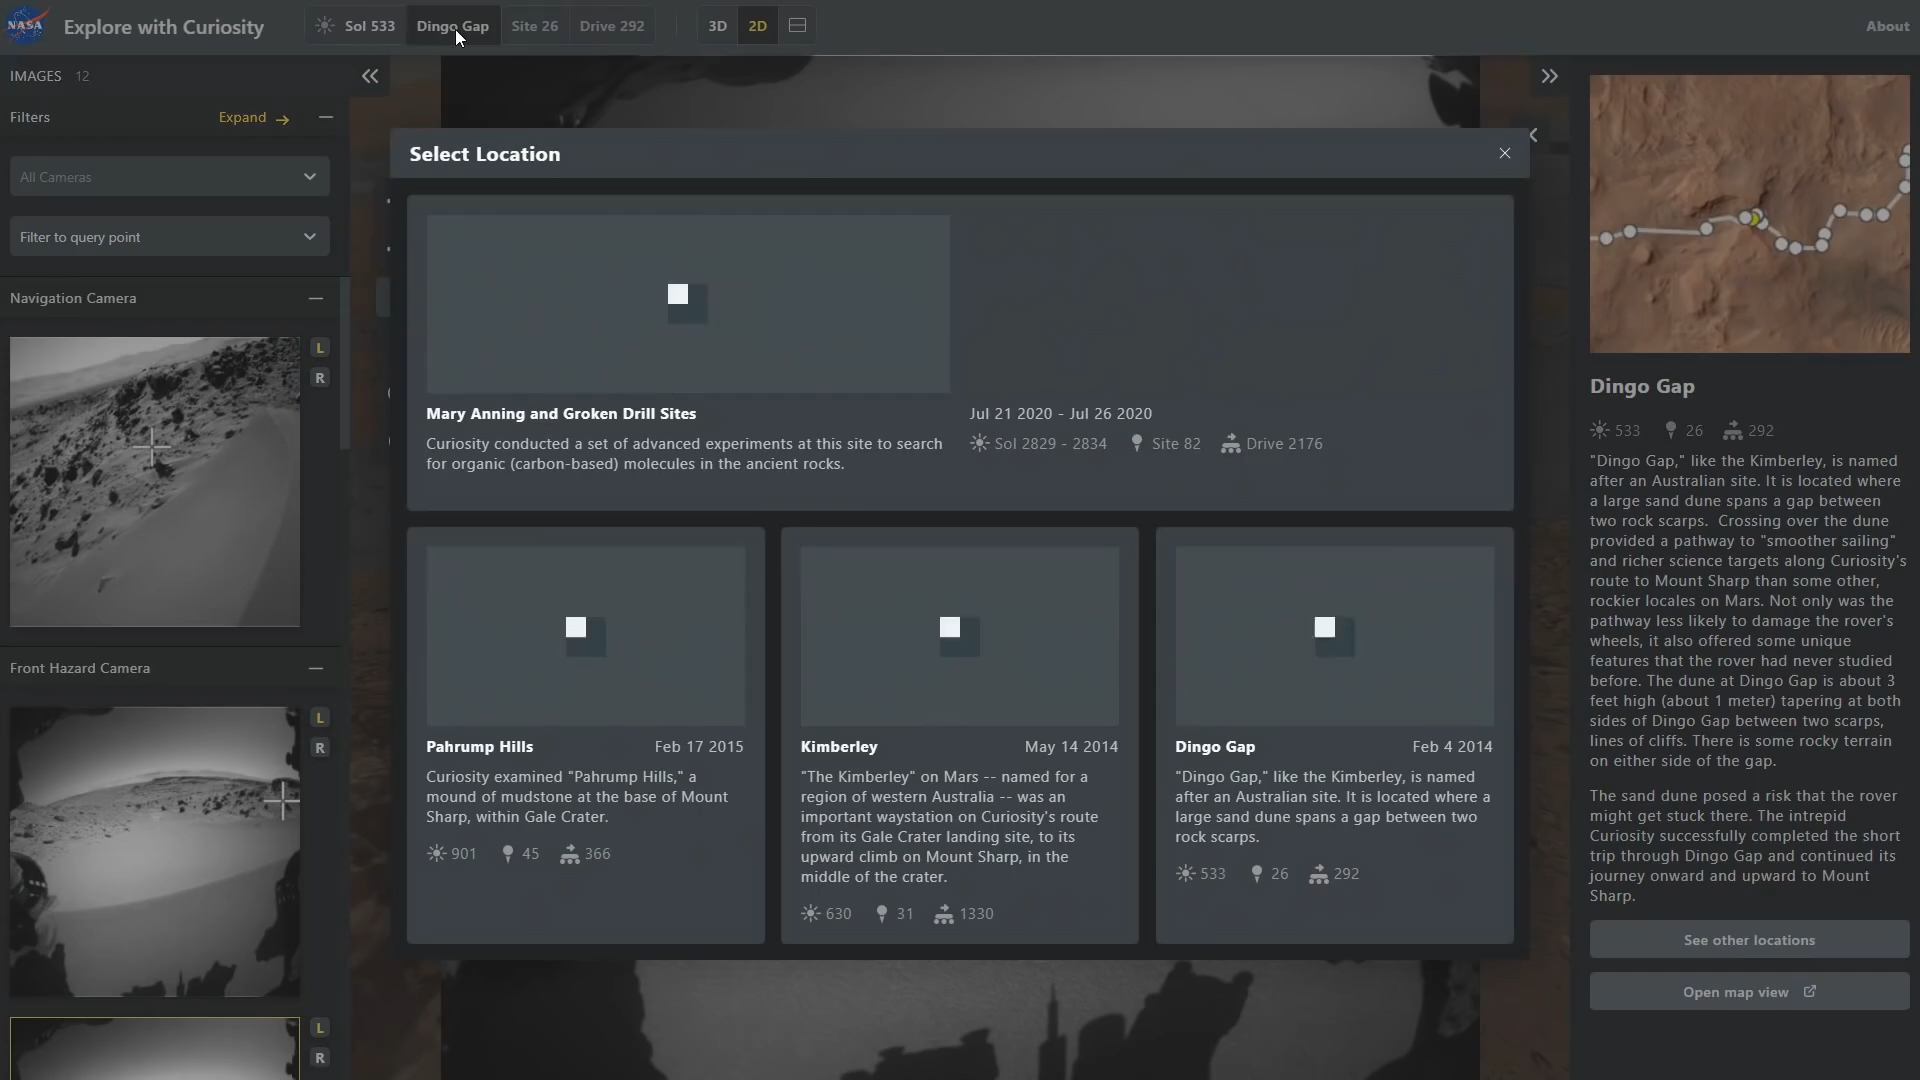 NASA
Explore with Curiosity
Sol 533
Dingo Gap
Site 26
Drive 292
3D
2D
About
IMAGES 12
Filters
Expand
All Cameras
Filter to query point
Navigation Camera
L
R
Front Hazard Camera
L
R
L
R
Select Location
Mary Anning and Groken Drill Sites
Curiosity conducted a set of advanced experiments at this site to search
for organic (carbon-based) molecules in the ancient rocks.
Jul 21 2020 - Jul 26 2020
Sol 2829 - 2834
Site 82
Drive 2176
Pahrump Hills
Feb 17 2015
Curiosity examined "Pahrump Hills," a
mound of mudstone at the base of Mount
Sharp, within Gale Crater.
901
45
366
Kimberley
May 14 2014
"The Kimberley" on Mars -- named for a
region of western Australia -- was an
important waystation on Curiosity's route
from its Gale Crater landing site, to its
upward climb on Mount Sharp, in the
middle of the crater.
630
31
1330
Dingo Gap
Feb 4 2014
"Dingo Gap," like the Kimberley, is named
after an Australian site. It is located where a
large sand dune spans a gap between two
rock scarps.
533
26
292
Dingo Gap
533
26
292
"Dingo Gap," like the Kimberley, is named
after an Australian site. It is located where
a large sand dune spans a gap between
two rock scarps. Crossing over the dune
provided a pathway to "smoother sailing"
and richer science targets along Curiosity's
route to Mount Sharp than some other,
rockier locales on Mars. Not only was the
pathway less likely to damage the rover's
wheels, it also offered some unique
features that the rover had never studied
before. The dune at Dingo Gap is about 3
feet high (about 1 meter) tapering at both
sides of Dingo Gap between two scarps,
lines of cliffs. There is some rocky terrain
on either side of the gap.
The sand dune posed a risk that the rover
might get stuck there. The intrepid
Curiosity successfully completed the short
trip through Dingo Gap and continued its
journey onward and upward to Mount
Sharp.
See other locations
Open map view